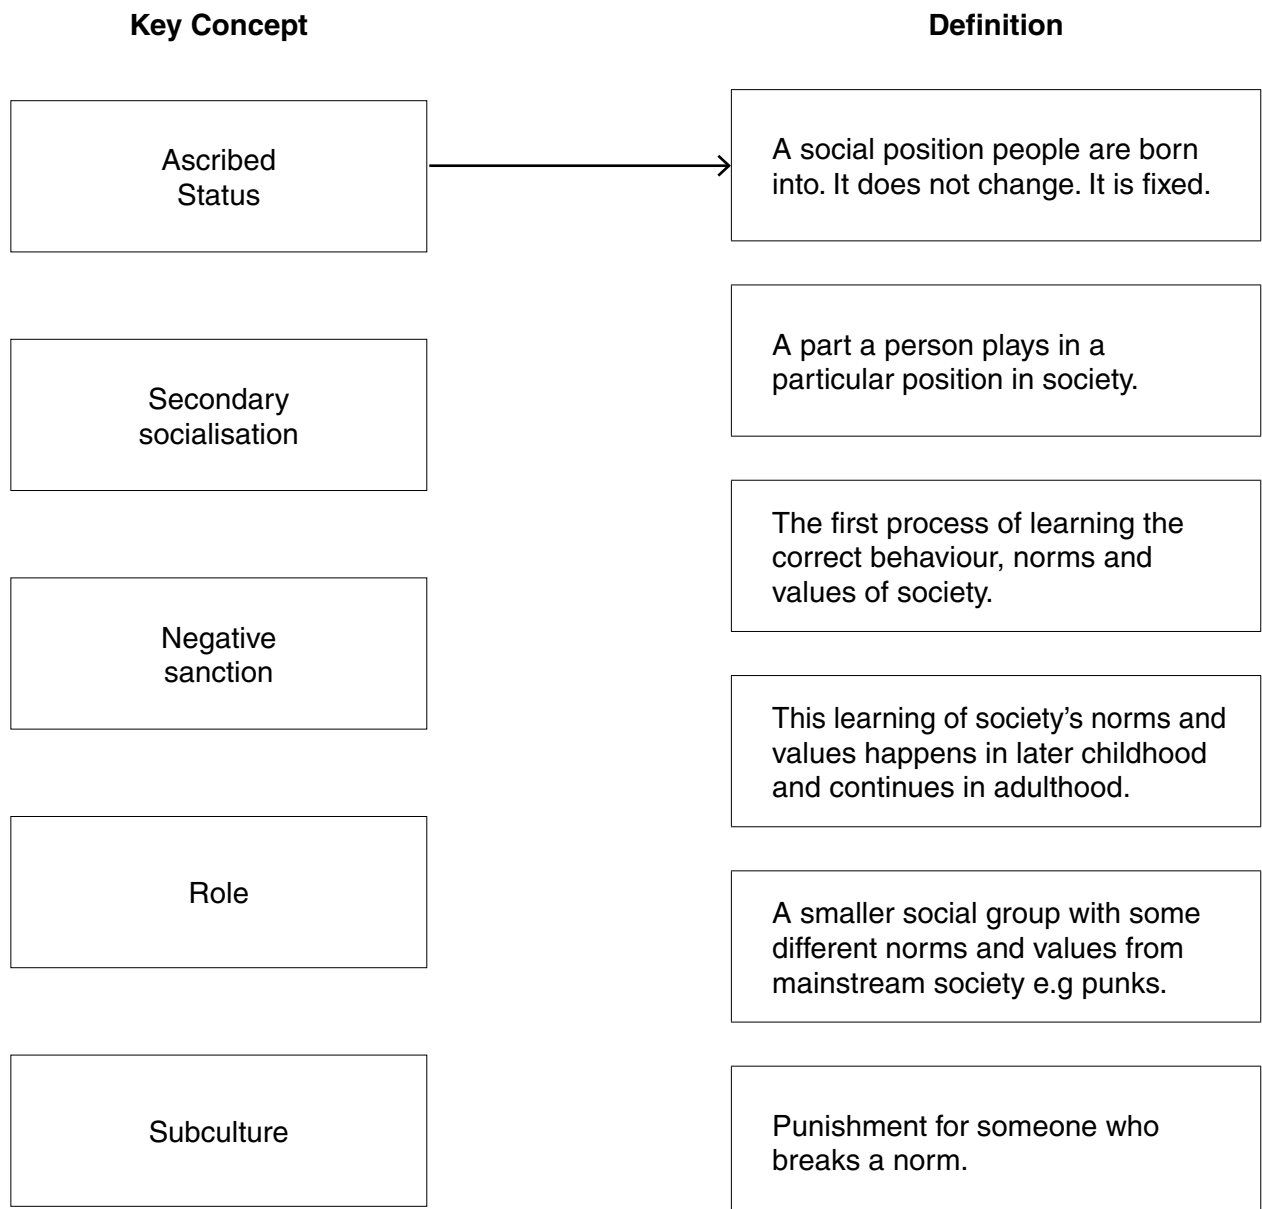 Key Concept
Definition
Ascribed
Status
A social position people are born
into. It does not change. It is fixed.
Secondary
socialisation
A part a person plays in a
particular position in society.
Negative
sanction
The first process of learning the
correct behaviour, norms and
values of society.
Role
This learning of society’s norms and
values happens in later childhood
and continues in adulthood.
Subculture
A smaller social group with some
different norms and values from
mainstream society e.g punks.
Punishment for someone who
breaks a norm.